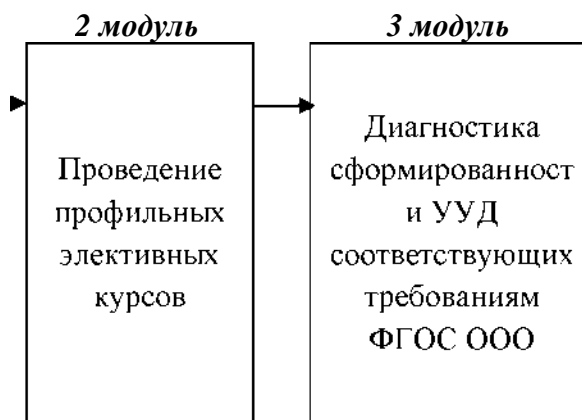 2 модуль
3 модуль
Проведение
профильных
элективных
курсов
Диагностика
сформированност
и УУД
соответствующих
требованиям
ФГОС ООО